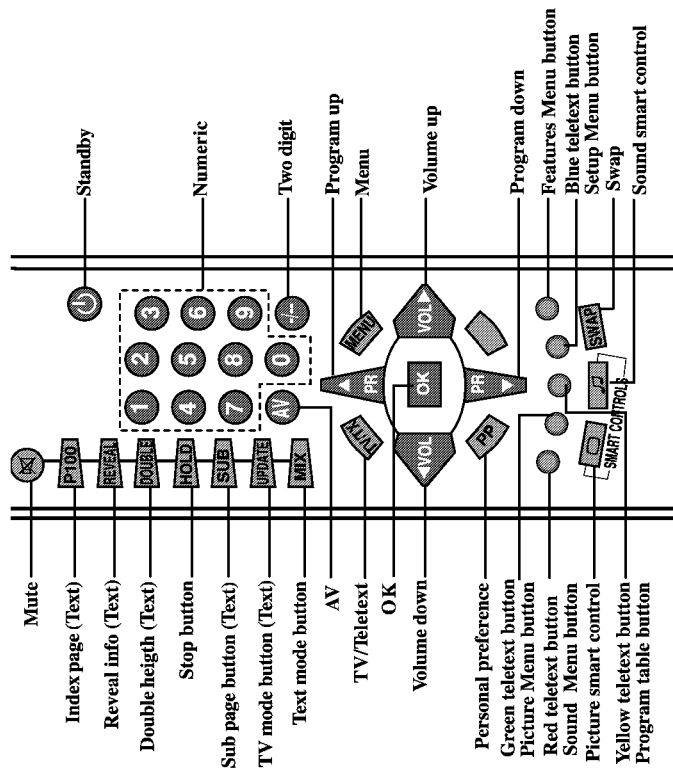 Mute
Index page (Text)
Reveal info (Text)
Double heigth (Text)
Stop button
Sub page button (Text)
TV mode button (Text)
Text mode button
AV
TV/Teletext
OK
Volume down
Personal preference
Green teletext button
Picture Menu button
Red teletext button
Sound Menu button
Picture smart control
Yellow teletext button
Program table button
P100
REVEAL
DOUBLE
HOLD
SUB
UPDATE
MIX
1 2 3
4 5 6
7 8 9
AV 0 -/--
TV/TX
PR
MENU
VOL
OK
VOL
PP
PR
SMART CONTROLS
SWAP
Standby
Numeric
Two digit
Program up
Menu
Volume up
Program down
Features Menu button
Blue teletext button
Setup Menu button
Swap
Sound smart control